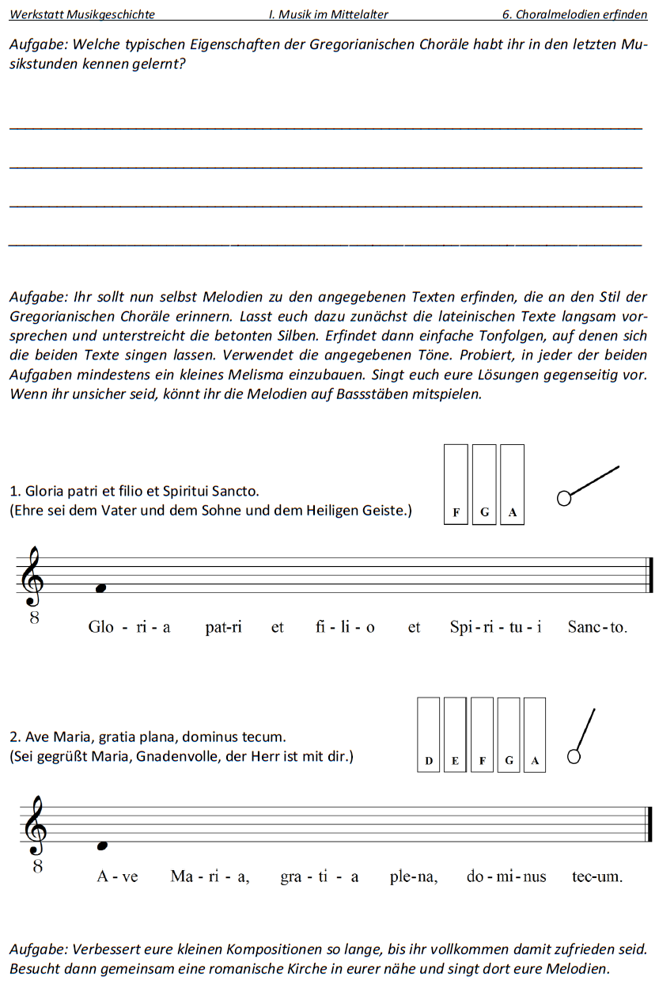 Werkstatt Musikgeschichte I. Musik im Mittelalter 6. Choralmelodien erfinden
Aufgabe: Welche typischen Eigenschaften der Gregorianischen Choräle habt ihr in den letzten Mu-
sikstunden kennen gelernt?
Aufgabe: Ihr sollt nun selbst Melodien zu den angegebenen Texten erfinden, die an den Stil der
Gregorianischen Choräle erinnern. Lasst euch dazu zunächst die lateinischen Texte langsam vor-
sprechen und unterstreicht die betonten Silben. Erfindet dann einfache Tonfolgen, auf denen sich
die beiden Texte singen lassen. Verwendet die angegebenen Töne. Probiert, in jeder der beiden
Aufgaben mindestens ein kleines Melisma einzubauen. Singt euch eure Lösungen gegenseitig vor.
Wenn ihr unsicher seid, könnt ihr die Melodien auf Bassstäben mitspielen.
1. Gloria patri et filio et Spiritui Sancto.
(Ehre sei dem Vater und dem Sohne und dem Heiligen Geiste.)
F G A
8
Glo - ri - a pat-ri et fi - li - o et Spi - ri - tu - i Sanc-to.
2. Ave Maria, gratia plana, dominus tecum.
(Sei gegrüßt Maria, Gnadenvolle, der Herr ist mit dir.)
D E F G A
8
A - ve Ma - ri - a, gra - ti - a ple-na, do - mi - nus tec-um.
Aufgabe: Verbessert eure kleinen Kompositionen so lange, bis ihr vollkommen damit zufrieden seid.
Besucht dann gemeinsam eine romanische Kirche in eurer nähe und singt dort eure Melodien.